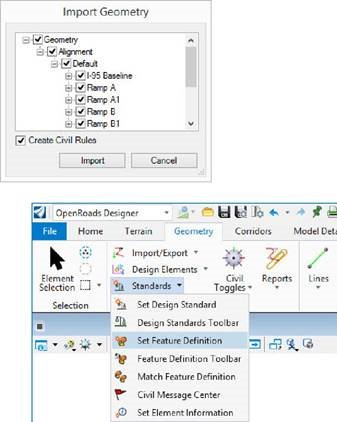 Import Geometry
Geometry
Alignment
Default
I-95 Baseline
Ramp A
Ramp A1
Ramp B
Ramp B1
Create Civil Rules
Import Cancel
OpenRoads Designer
File Home Terrain Geometry Corridors Model Deta
Element Selection
Import/Export
Design Elements
Standards
Civil Toggles
Reports
Lines
Selection
Set Design Standard
Design Standards Toolbar
Set Feature Definition
Feature Definition Toolbar
Match Feature Definition
Civil Message Center
Set Element Information